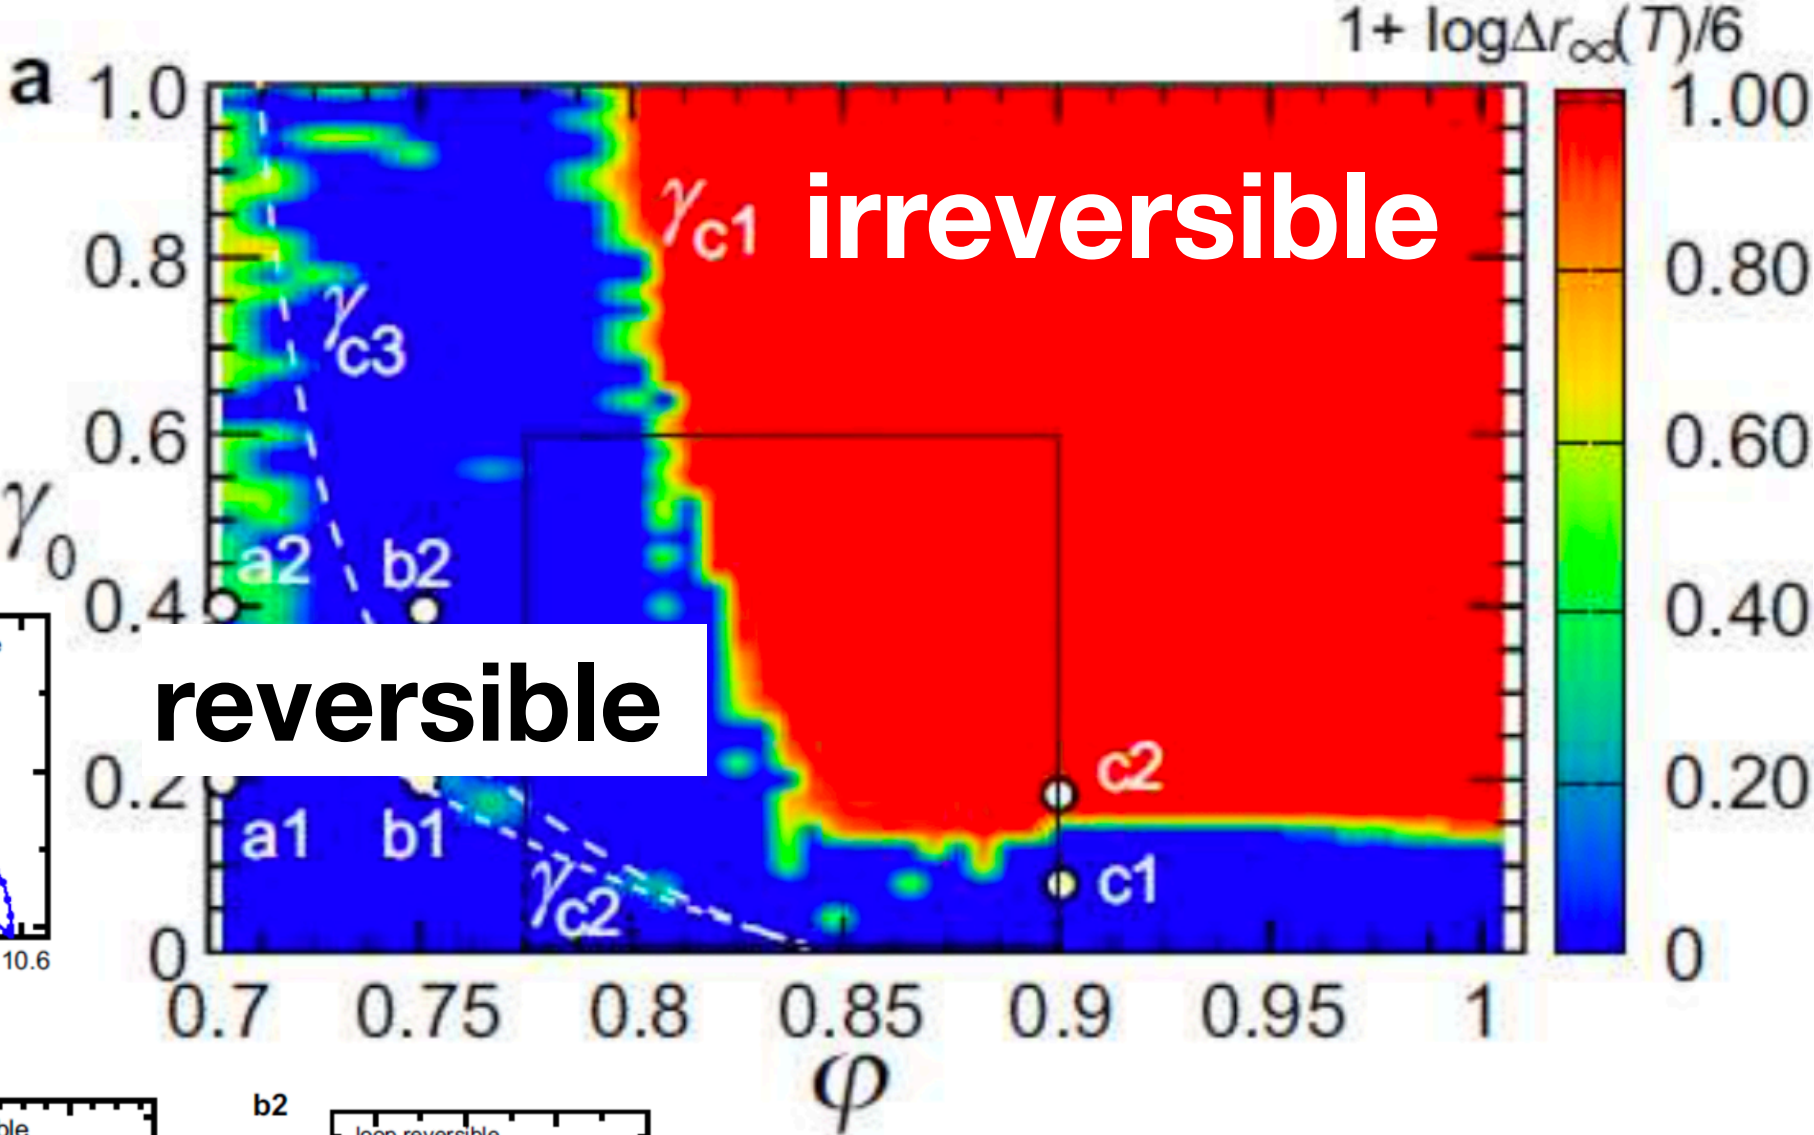 1+ logΔr∞(T)/6
a
1.0
0.8
0.6
0.4
0.2
0
γ0
γc1
irreversible
γc3
a2
b2
reversible
a1
b1
γc2
c2
c1
1.00
0.80
0.60
0.40
0.20
0
10.6
0.7 0.75 0.8 0.85 0.9 0.95 1
φ
b2
loop reversible